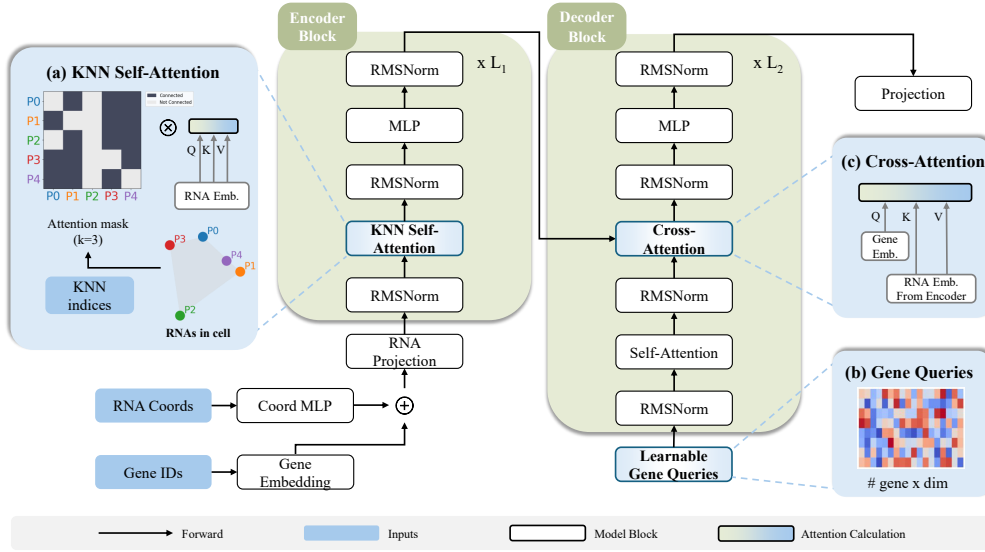 Encoder
Block
Decoder
Block
(a) KNN Self-Attention
Connected
Not Connected
P0
P1
P2
P3
P4
P0 P1 P2 P3 P4
Q K V
RNA Emb.
Attention mask
(k=3)
KNN
indices
P0
P3
P4
P1
P2
RNAs in cell
x L1
RMSNorm
MLP
RMSNorm
KNN Self-
Attention
RMSNorm
RNA
Projection
RNA Coords
Coord MLP
Gene IDs
Gene
Embedding
x L2
RMSNorm
MLP
RMSNorm
Cross-
Attention
RMSNorm
Self-Attention
RMSNorm
Learnable
Gene Queries
Projection
(c) Cross-Attention
Q K V
Gene
Emb.
RNA Emb.
From Encoder
(b) Gene Queries
# gene x dim
Forward
Inputs
Model Block
Attention Calculation